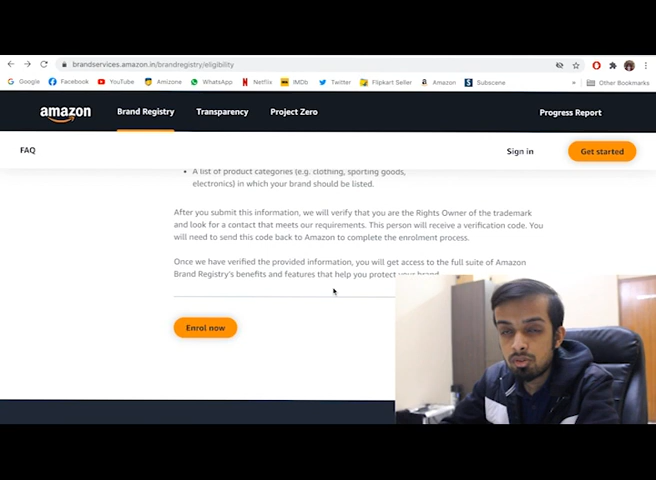 brandservices.amazon.in/brandregistry/eligibility
Google Facebook YouTube Amizone WhatsApp Netflix IMDb Twitter Flipkart Seller Amazon Subscene » Other Bookmarks
amazon Brand Registry Transparency Project Zero Progress Report
FAQ Sign in Get started
• A list of product categories (e.g. clothing, sporting goods,
electronics) in which your brand should be listed.
After you submit this information, we will verify that you are the Rights Owner of the trademark
and look for a contact that meets our requirements. This person will receive a verification code. You
will need to send this code back to Amazon to complete the enrolment process.
Once we have verified the provided information, you will get access to the full suite of Amazon
Brand Registry's benefits and features that help you protect your brand.
Enrol now